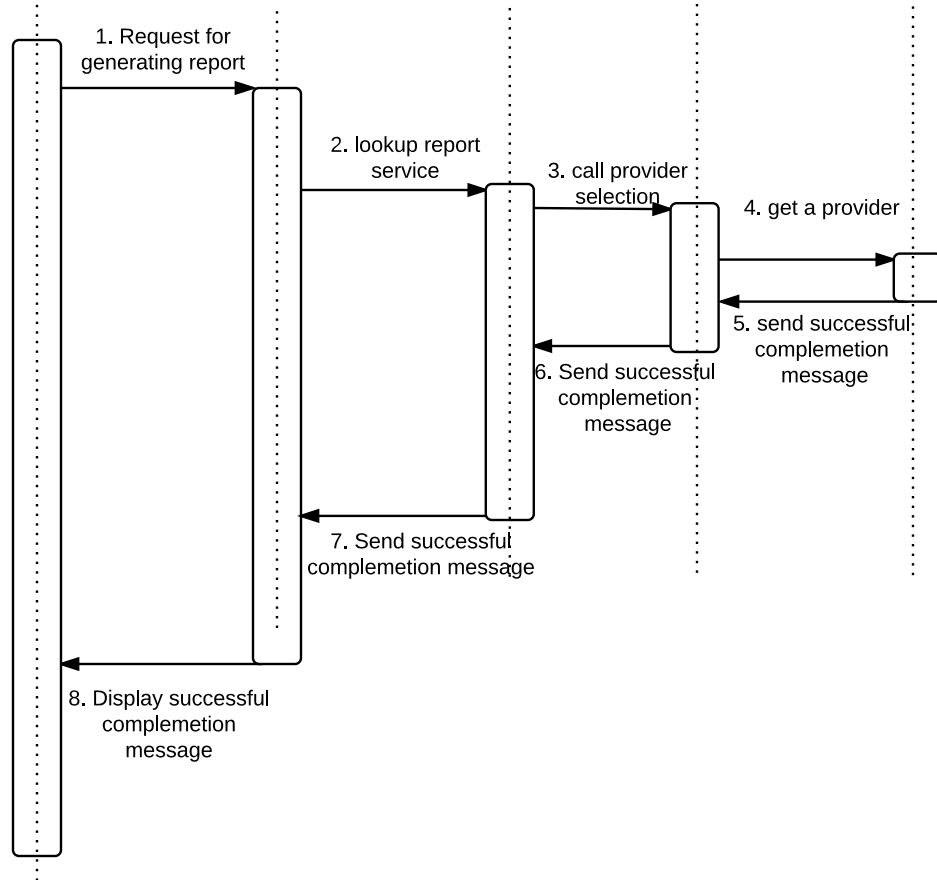 1. Request for
generating report
2. lookup report
service
3. call provider
selection
4. get a provider
5. send successful
complemetion
message
6. Send successful
complemetion
message
7. Send successful
complemetion message
8. Display successful
complemetion
message